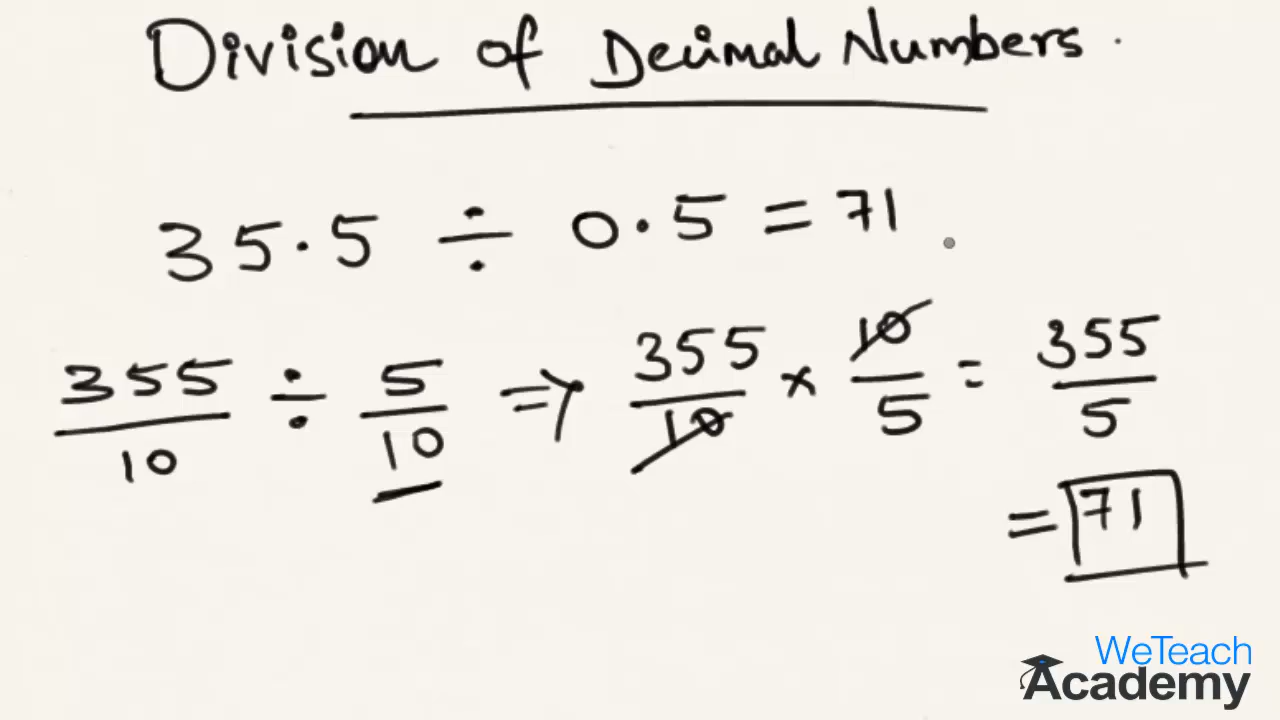 Division of Decimal Numbers.
35.5 ÷ 0.5 = 71
355/10 ÷ 5/10 => 355/10 × 10/5 = 355/5
= 71
WeTeach
Academy